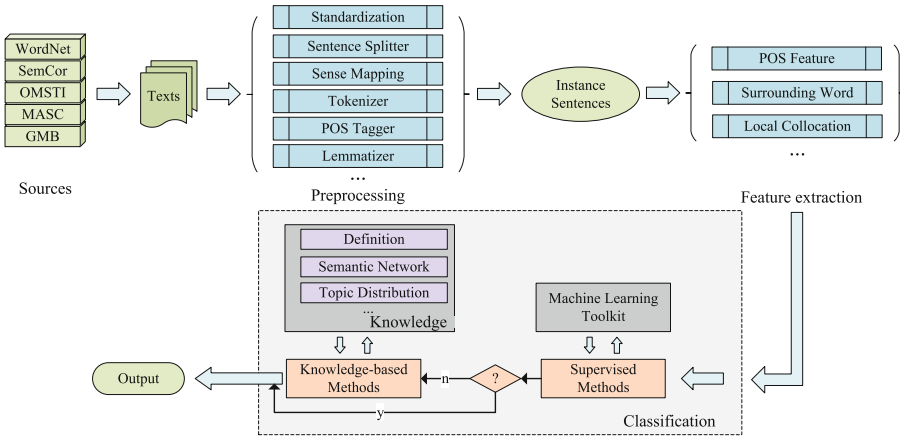 WordNet
SemCor
OMSTI
MASC
GMB
Sources
Texts
Standardization
Sentence Splitter
Sense Mapping
Tokenizer
POS Tagger
Lemmatizer
...
Preprocessing
Instance
Sentences
POS Feature
Surrounding Word
Local Collocation
...
Feature extraction
Definition
Semantic Network
Topic Distribution
...
Knowledge
Machine Learning
Toolkit
Output
Knowledge-based
Methods
n
?
Supervised
Methods
y
Classification